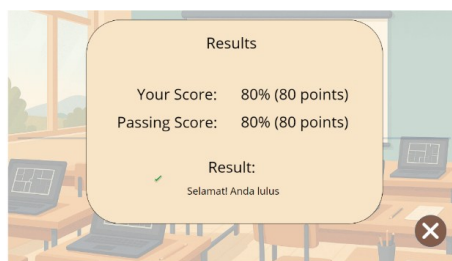 Results
Your Score: 80% (80 points)
Passing Score: 80% (80 points)
Result:
Selamat! Anda lulus